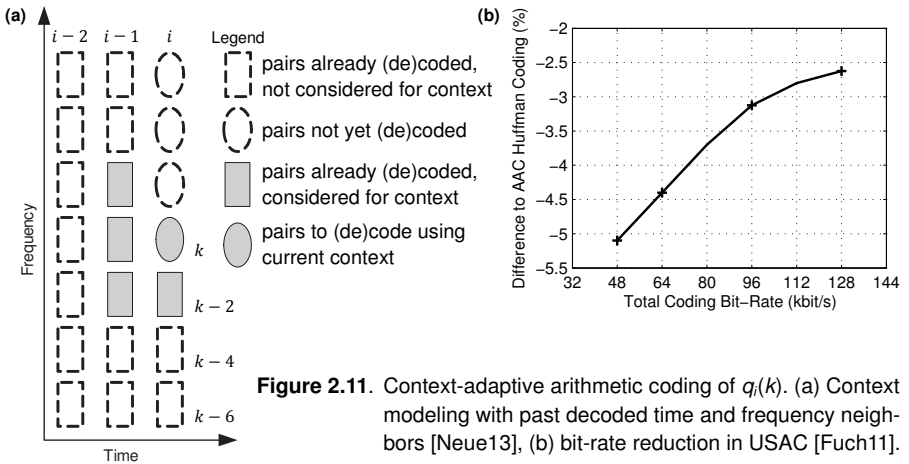 (a)
i − 2 i − 1 i Legend
pairs already (de)coded,
not considered for context
pairs not yet (de)coded
pairs already (de)coded,
considered for context
pairs to (de)code using
current context
k
k − 2
k − 4
k − 6
Frequency
Time
(b)
−2
−2.5
−3
−3.5
−4
−4.5
−5
−5.5
32 48 64 80 96 112 128 144
Difference to AAC Huffman Coding (%)
Total Coding Bit−Rate (kbit/s)
Figure 2.11. Context-adaptive arithmetic coding of qi(k). (a) Context
modeling with past decoded time and frequency neigh-
bors [Neue13], (b) bit-rate reduction in USAC [Fuch11].